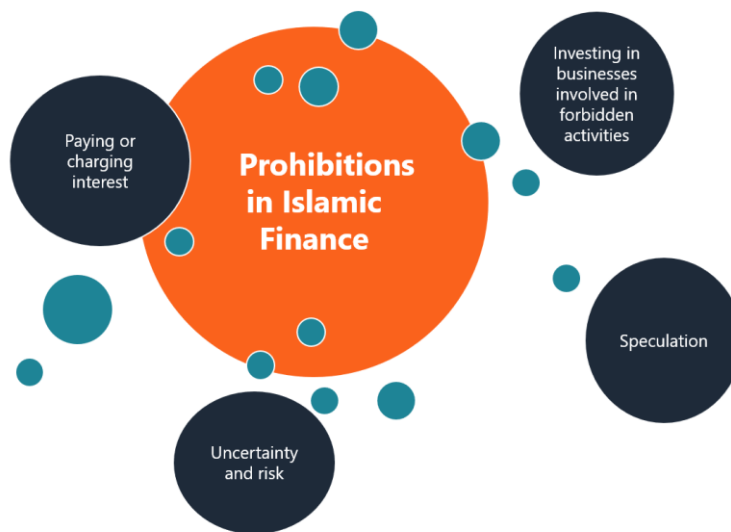 Prohibitions
in Islamic
Finance
Paying or
charging
interest
Investing in
businesses
involved in
forbidden
activities
Speculation
Uncertainty
and risk